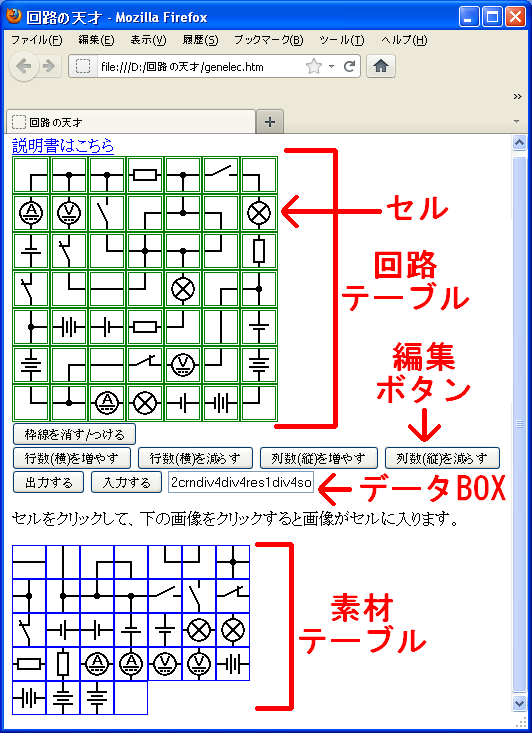 回路の天才 - Mozilla Firefox
ファイル(F) 編集(E) 表示(V) 履歴(S) ブックマーク(B) ツール(T) ヘルプ(H)
file:///D:/回路の天才/genelec.htm
回路の天才
説明書はこちら
A V
セル
回路
テーブル
V
A
編集
ボタン
枠線を消す/つける
行数(横)を増やす 行数(横)を減らす 列数(縦)を増やす 列数(縦)を減らす
出力する 入力する 2crndiv4div4res1div4so
データBOX
セルをクリックして、下の画像をクリックすると画像がセルに入ります。
素材
テーブル
A A V V